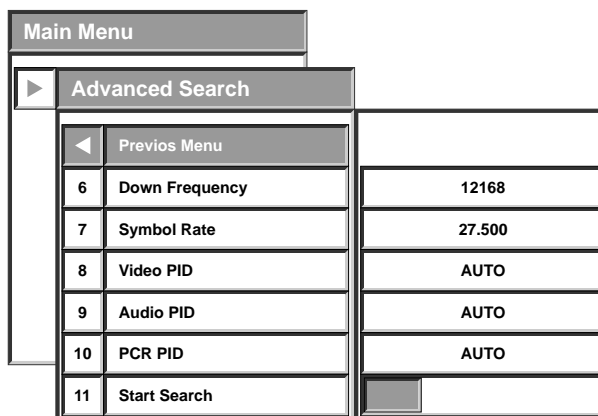 Main Menu
Advanced Search
Previos Menu
6 Down Frequency 12168
7 Symbol Rate 27.500
8 Video PID AUTO
9 Audio PID AUTO
10 PCR PID AUTO
11 Start Search